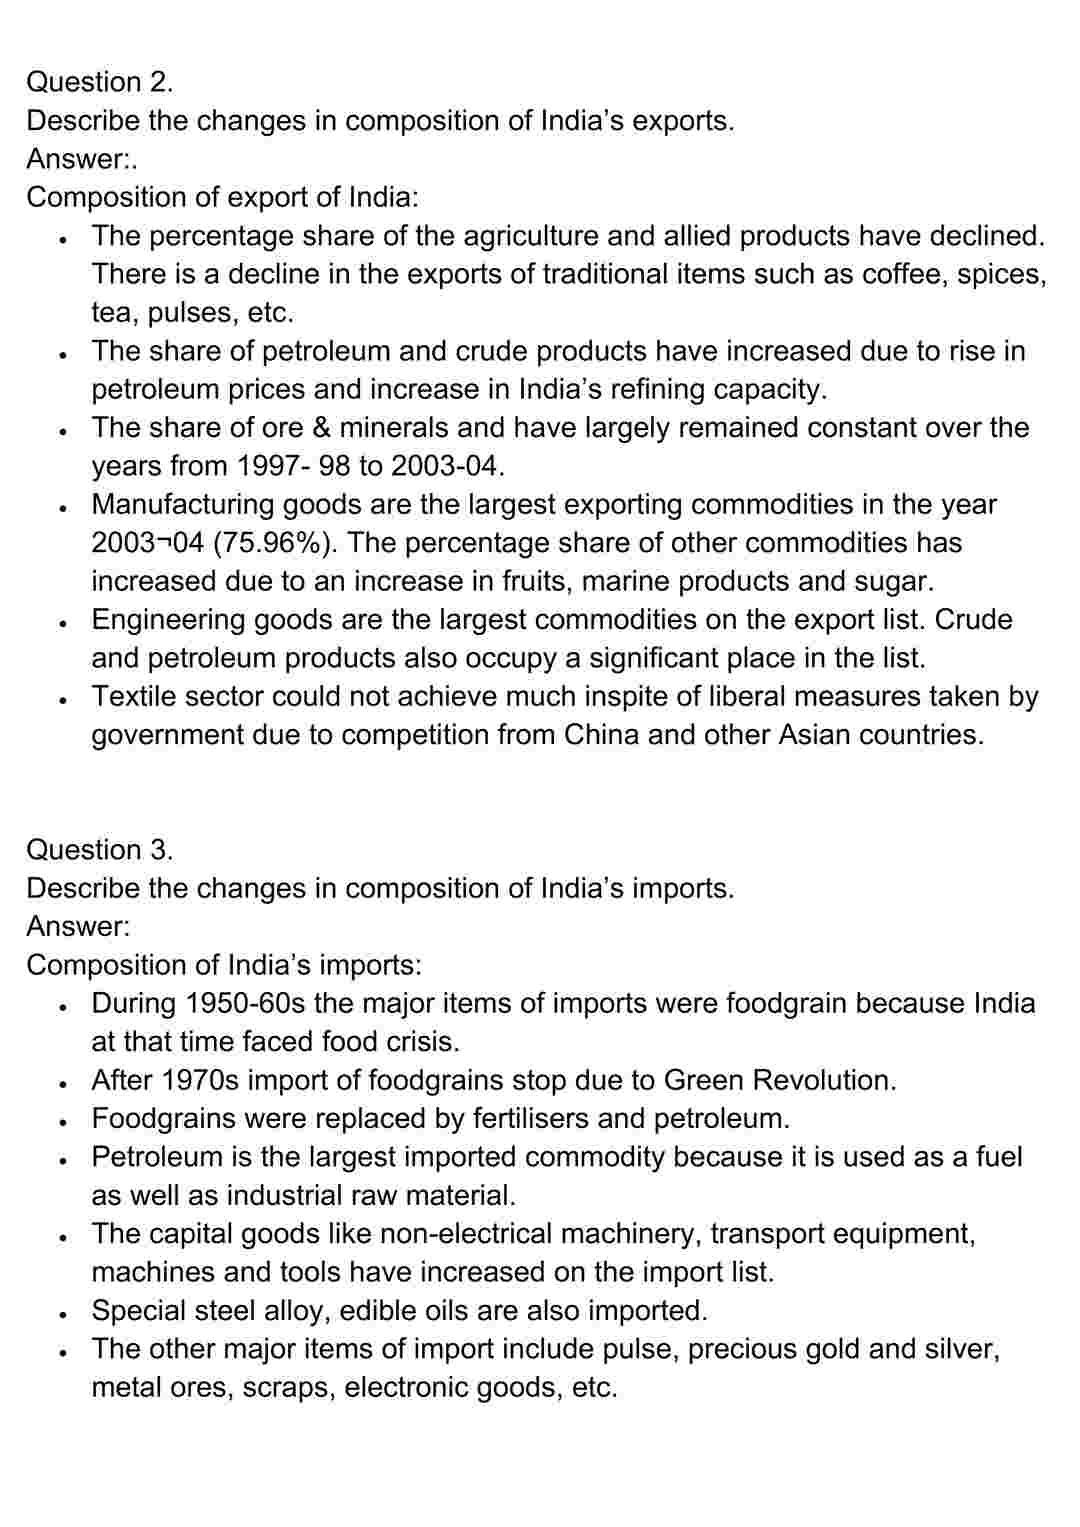 Question 2.
Describe the changes in composition of India’s exports.
Answer:.
Composition of export of India:
• The percentage share of the agriculture and allied products have declined.
There is a decline in the exports of traditional items such as coffee, spices,
tea, pulses, etc.
• The share of petroleum and crude products have increased due to rise in
petroleum prices and increase in India’s refining capacity.
• The share of ore & minerals and have largely remained constant over the
years from 1997- 98 to 2003-04.
• Manufacturing goods are the largest exporting commodities in the year
2003¬04 (75.96%). The percentage share of other commodities has
increased due to an increase in fruits, marine products and sugar.
• Engineering goods are the largest commodities on the export list. Crude
and petroleum products also occupy a significant place in the list.
• Textile sector could not achieve much inspite of liberal measures taken by
government due to competition from China and other Asian countries.
Question 3.
Describe the changes in composition of India’s imports.
Answer:
Composition of India’s imports:
• During 1950-60s the major items of imports were foodgrain because India
at that time faced food crisis.
• After 1970s import of foodgrains stop due to Green Revolution.
• Foodgrains were replaced by fertilisers and petroleum.
• Petroleum is the largest imported commodity because it is used as a fuel
as well as industrial raw material.
• The capital goods like non-electrical machinery, transport equipment,
machines and tools have increased on the import list.
• Special steel alloy, edible oils are also imported.
• The other major items of import include pulse, precious gold and silver,
metal ores, scraps, electronic goods, etc.